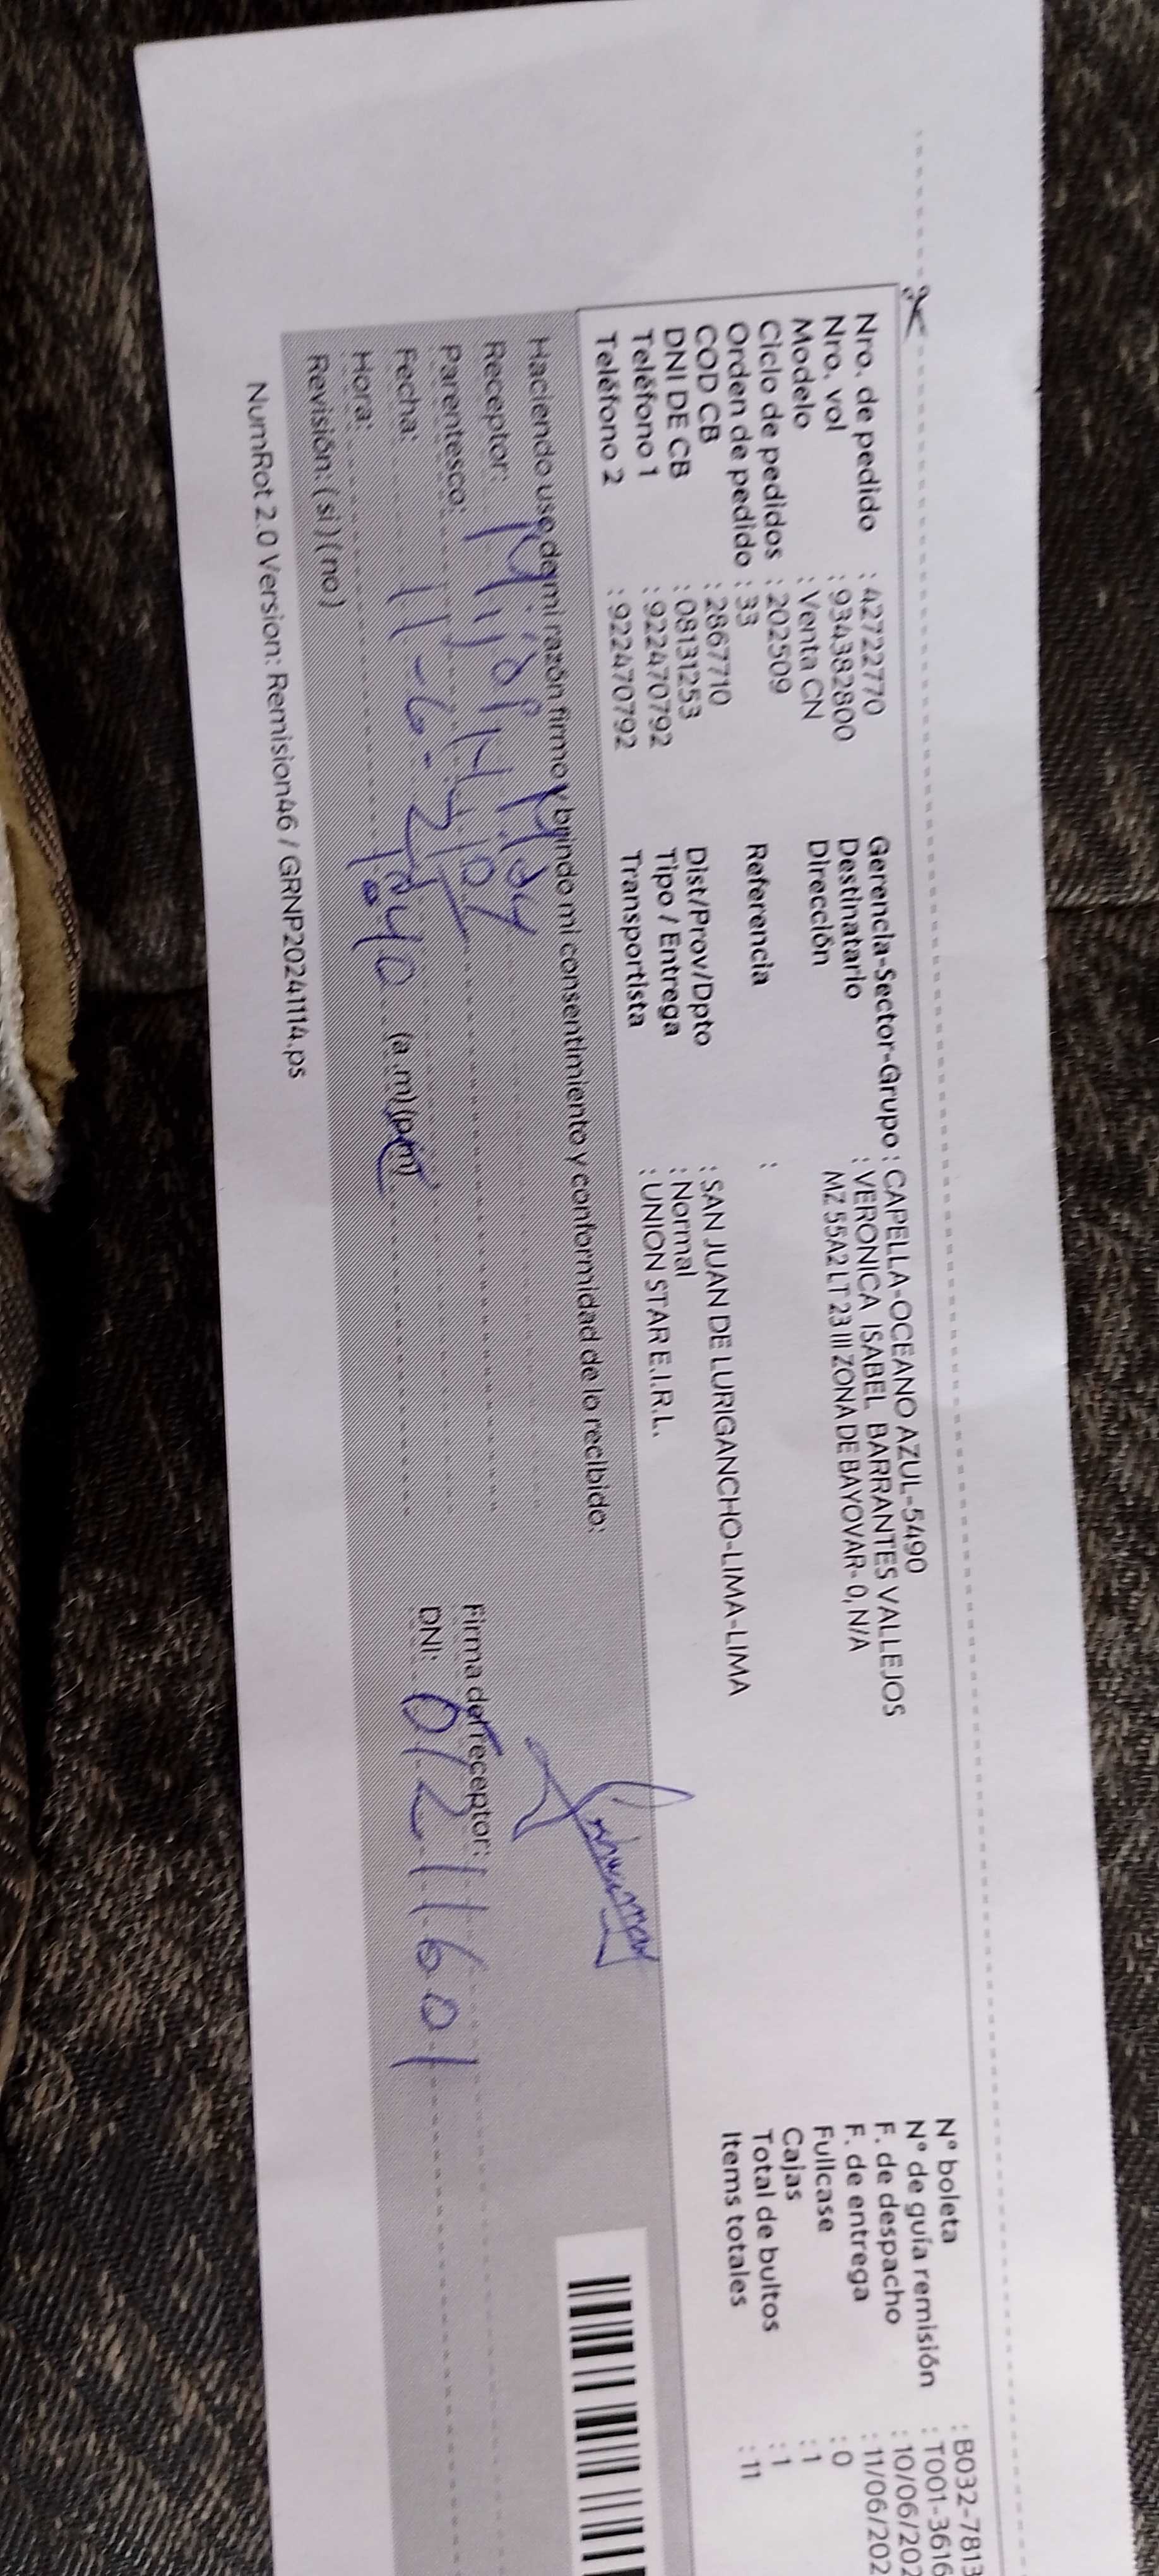 Nro. de pedido : 42722770
Nro. vol : 934382800
Modelo : Venta CN
Ciclo de pedidos : 202509
Orden de pedido : 33
COD CB : 2867710
DNI DE CB : 08131253
Teléfono 1 : 922470792
Teléfono 2 : 922470792
Gerencia-Sector-Grupo : CAPELLA-OCEANO AZUL-5490
Destinatario : VERONICA ISABEL BARRANTES VALLEJOS
Dirección MZ 55A2 LT 23 III ZONA DE BAYOVAR- 0, N/A
Referencia :
Dist/Prov/Dpto : SAN JUAN DE LURIGANCHO-LIMA-LIMA
Tipo / Entrega : Normal
Transportista : UNION STAR E.I.R.L.
N° boleta : B032-7813
N° de guía remisión : T001-3616
F. de despacho : 10/06/202
F. de entrega : 11/06/202
Fullcase : 0
Cajas : 1
Total de bultos : 1
Items totales : 11
Haciendo uso de mi razón firmo y brindo mi consentimiento y conformidad de lo recibido:
Receptor:
Parentesco:
Fecha: 11-6-
Hora: (a.m) (p.m)
Revisión: (si) (no)
Firma del receptor:
DNI: 01211601
NumRot 2.0 Version: Remision46 / GRNP20241114.ps